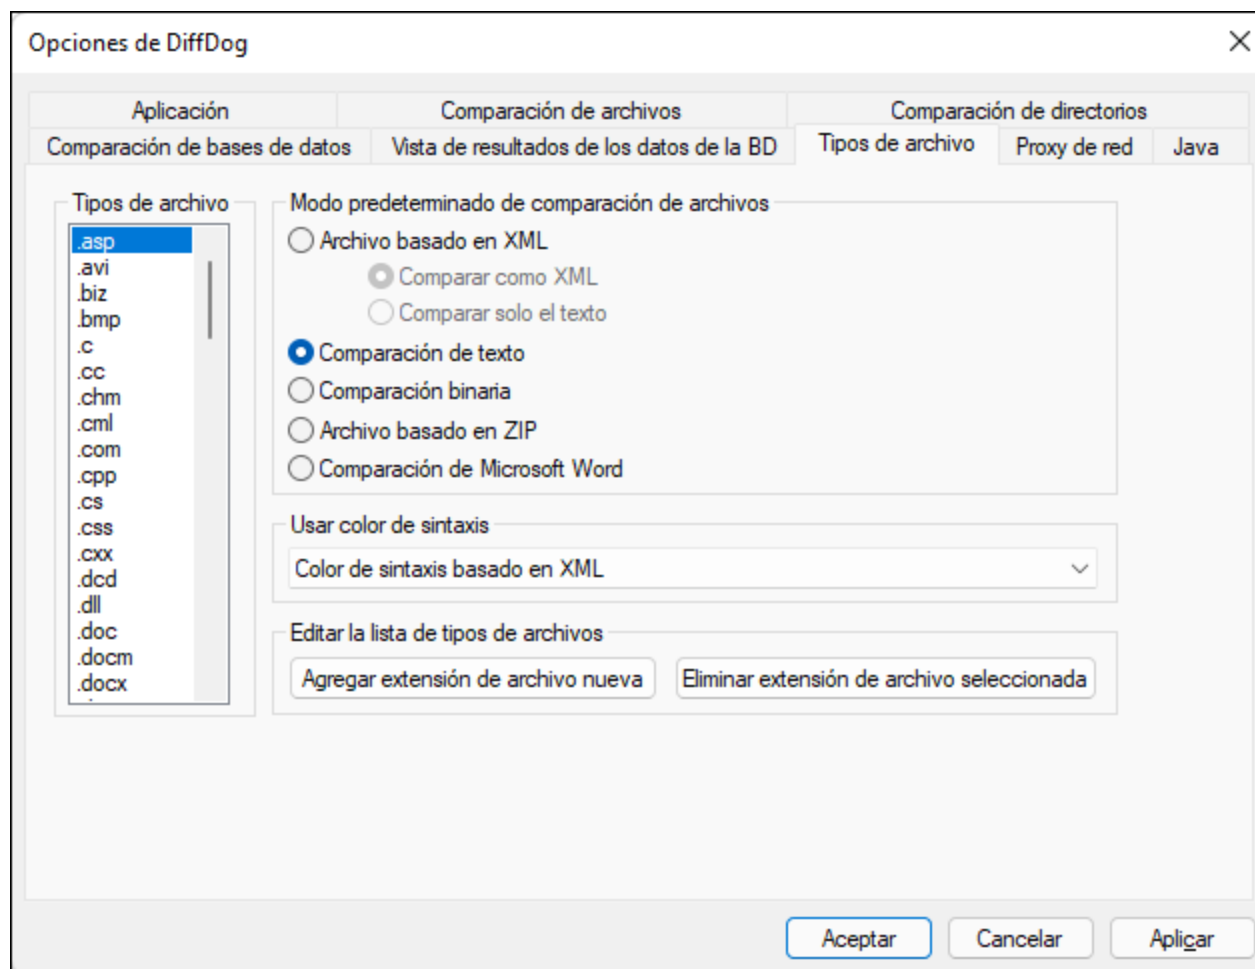 Opciones de DiffDog
Aplicación
Comparación de archivos
Comparación de directorios
Comparación de bases de datos
Vista de resultados de los datos de la BD
Tipos de archivo
Proxy de red
Java
Tipos de archivo
.asp
.avi
.biz
.bmp
.c
.cc
.chm
.cml
.com
.cpp
.cs
.css
.cxx
.dcd
.dll
.doc
.docm
.docx
Modo predeterminado de comparación de archivos
Archivo basado en XML
Comparar como XML
Comparar solo el texto
Comparación de texto
Comparación binaria
Archivo basado en ZIP
Comparación de Microsoft Word
Usar color de sintaxis
Color de sintaxis basado en XML
Editar la lista de tipos de archivos
Agregar extensión de archivo nueva
Eliminar extensión de archivo seleccionada
Aceptar
Cancelar
Aplicar